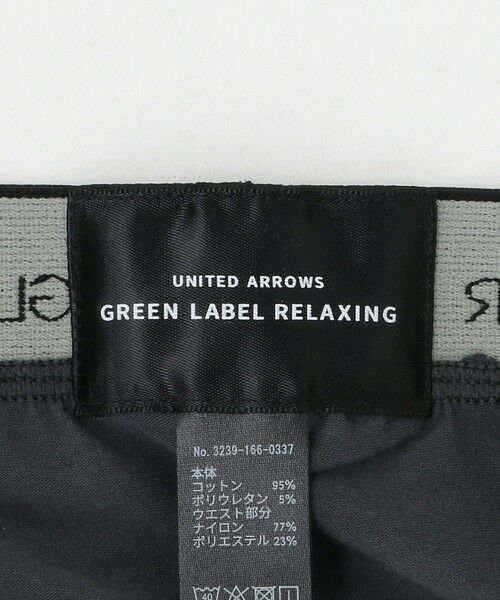 UNITED ARROWS
GREEN LABEL RELAXING
GL
R
No. 3239-166-0337
本体
コットン 95%
ポリウレタン 5%
ウエスト部分
ナイロン 77%
ポリエステル 23%
40